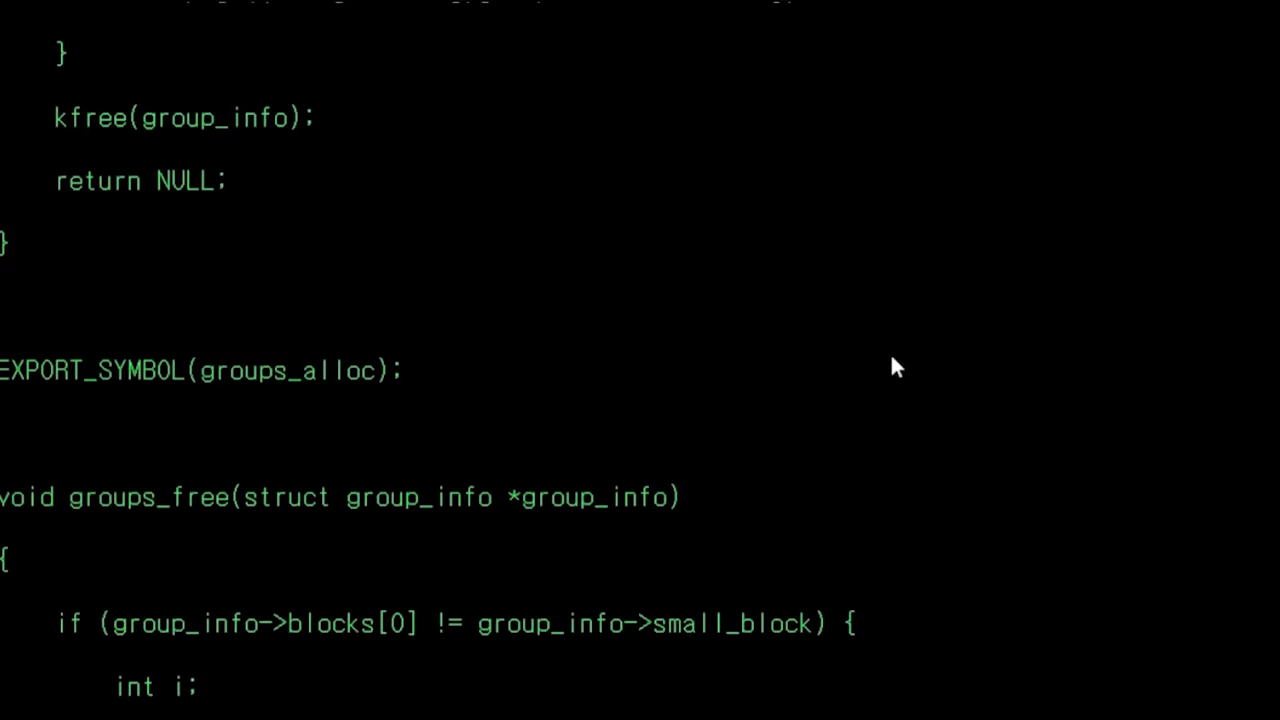 }
kfree(group_info);
return NULL;
}
EXPORT_SYMBOL(groups_alloc);
void groups_free(struct group_info *group_info)
{
if (group_info->blocks[0] != group_info->small_block) {
int i;